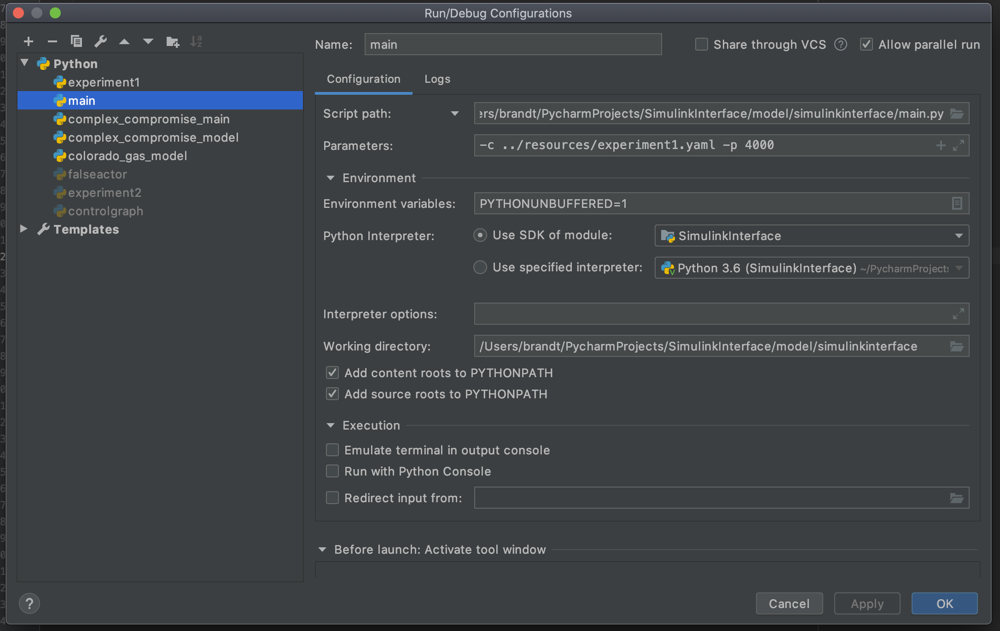 Run/Debug Configurations
Name: main
Share through VCS ? Allow parallel run
Python
experiment1
main
complex_compromise_main
complex_compromise_model
colorado_gas_model
falseactor
experiment2
controlgraph
Templates
Configuration Logs
Script path: ers/brandt/PycharmProjects/SimulinkInterface/model/simulinkinterface/main.py
Parameters: -c ../resources/experiment1.yaml -p 4000
Environment
Environment variables: PYTHONUNBUFFERED=1
Python Interpreter: Use SDK of module: SimulinkInterface
Use specified interpreter: Python 3.6 (SimulinkInterface) ~/PycharmProjects
Interpreter options:
Working directory: /Users/brandt/PycharmProjects/SimulinkInterface/model/simulinkinterface
Add content roots to PYTHONPATH
Add source roots to PYTHONPATH
Execution
Emulate terminal in output console
Run with Python Console
Redirect input from:
Before launch: Activate tool window
? Cancel Apply OK